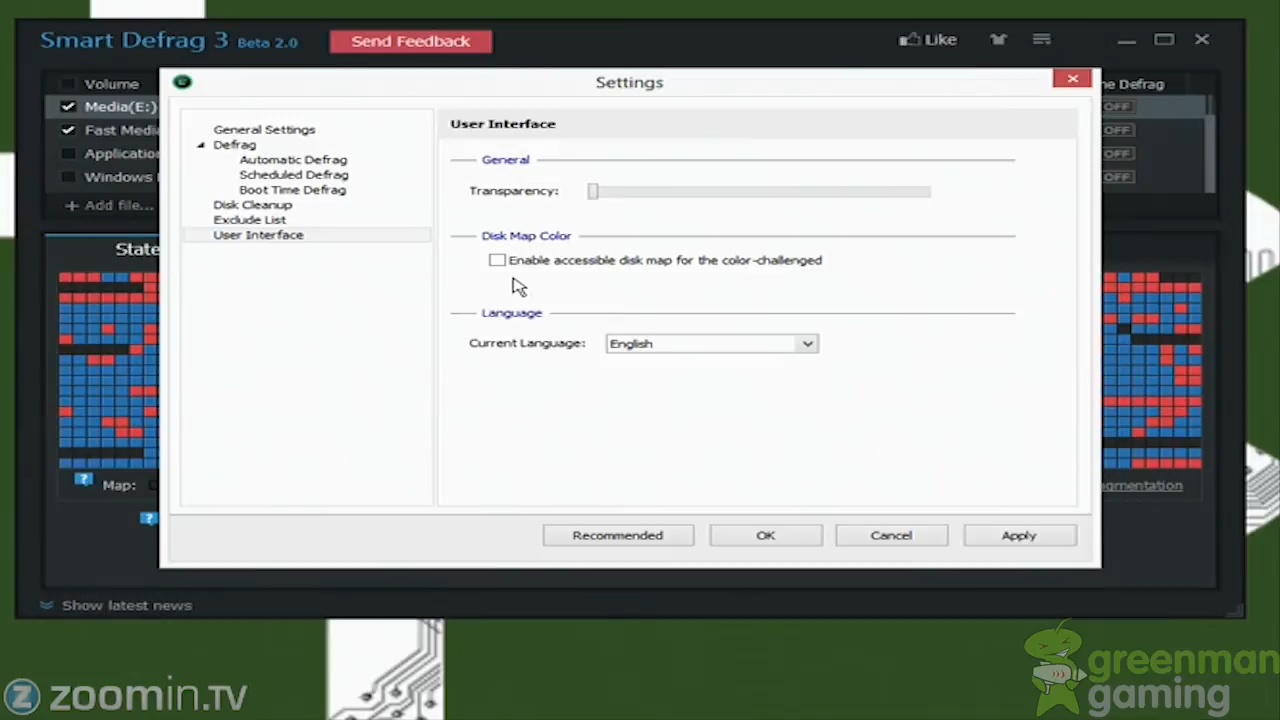 Smart Defrag 3 Beta 2.0
Send Feedback
Like
Volume
Media(E:)
Fast Media
Application
Windows
+ Add file...
e Defrag
OFF
OFF
OFF
OFF
State
Map:
gmentation
Show latest news
Settings
General Settings
Defrag
Automatic Defrag
Scheduled Defrag
Boot Time Defrag
Disk Cleanup
Exclude List
User Interface
User Interface
General
Transparency:
Disk Map Color
Enable accessible disk map for the color-challenged
Language
Current Language: English
Recommended OK Cancel Apply
zoomin.TV
greenman
gaming